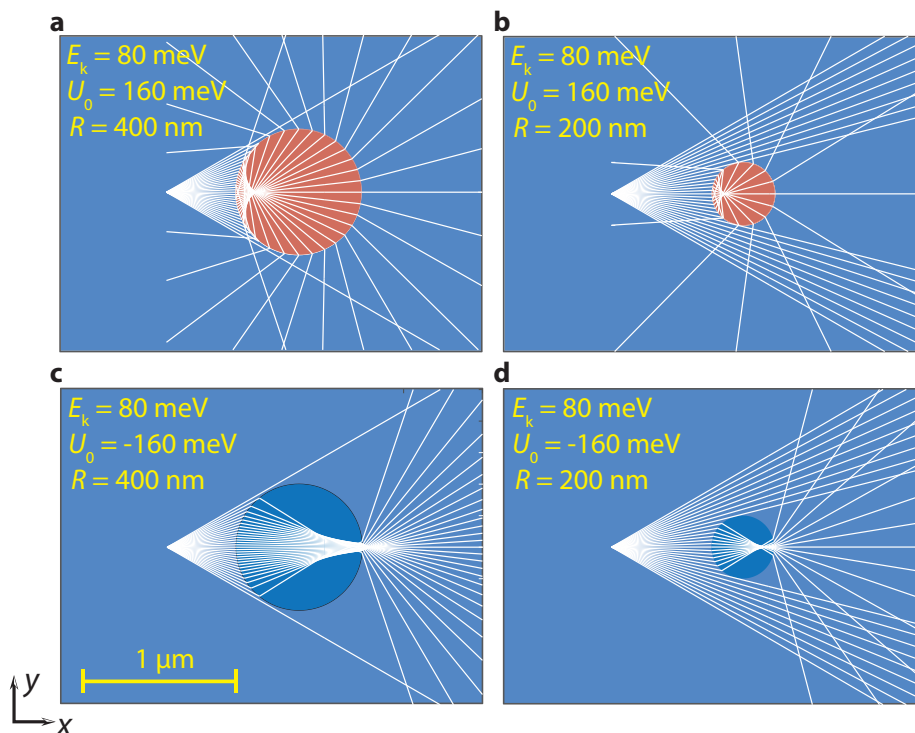 a
E_k = 80 meV
U_0 = 160 meV
R = 400 nm
b
E_k = 80 meV
U_0 = 160 meV
R = 200 nm
c
E_k = 80 meV
U_0 = -160 meV
R = 400 nm
1 μm
d
E_k = 80 meV
U_0 = -160 meV
R = 200 nm
y
x